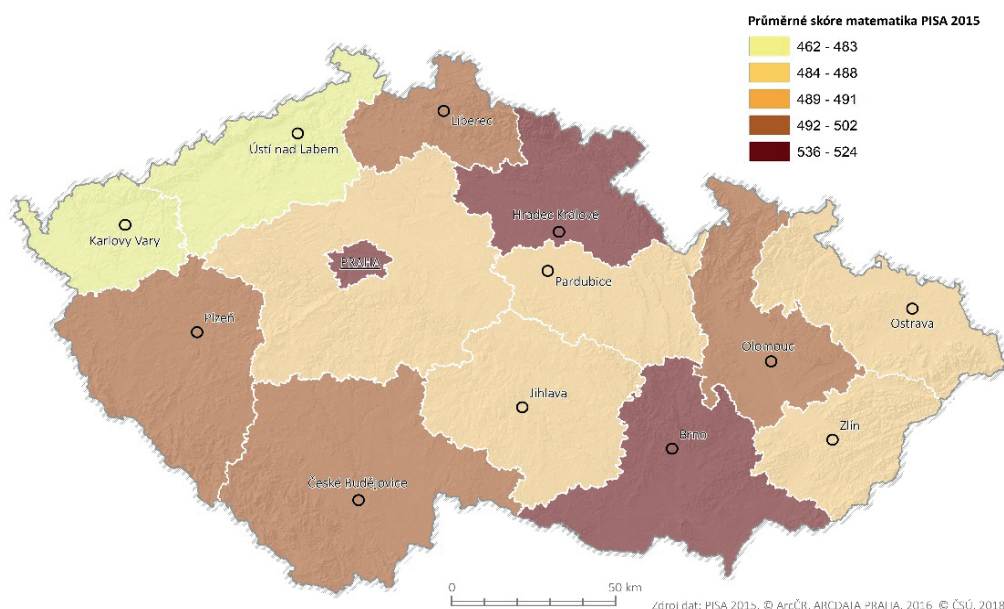 Průměrné skóre matematika PISA 2015
462 - 483
484 - 488
489 - 491
492 - 502
536 - 524
Liberec
Ústí nad Labem
Hradec Králové
Karlovy Vary
PRAHA
Pardubice
Ostrava
Plzeň
Olomouc
Jihlava
Zlín
Brno
České Budějovice
0 50 km
Zdroj dat: PISA 2015, © ArcČR, ARCDATA PRAHA, 2016, © ČSÚ, 2018